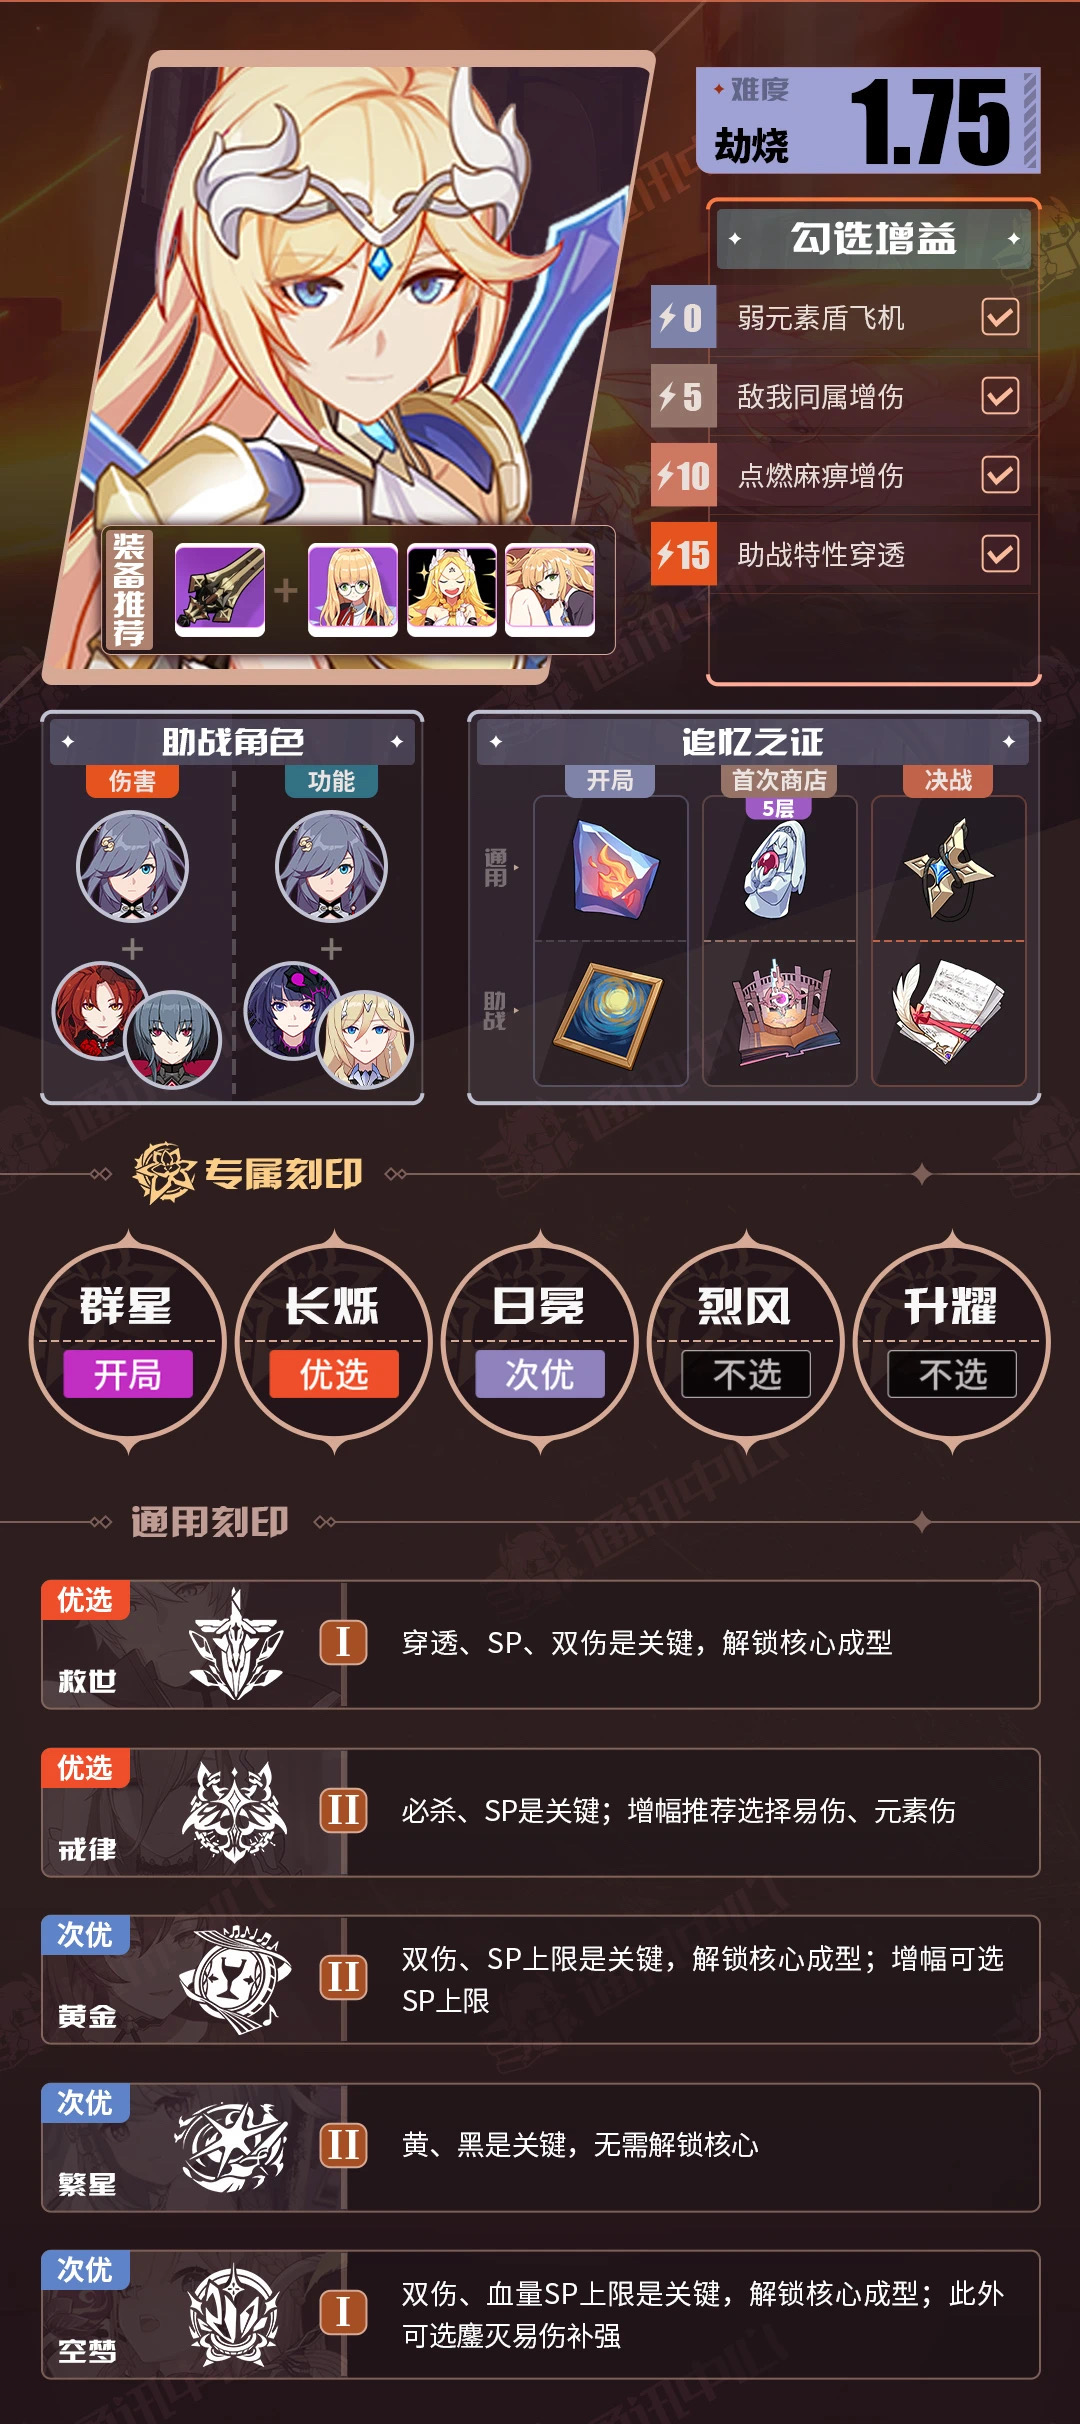 难度
劫烧 1.75
勾选增益
0 弱元素盾飞机
5 敌我同属增伤
10 点燃麻痹增伤
15 助战特性穿透
装备推荐
助战角色
伤害 功能
追忆之证
开局 首次商店 决战
5层
通用
助战
专属刻印
群星 长烁 日冕 烈风 升耀
开局 优选 次优 不选 不选
通用刻印
优选
救世
I
穿透、SP、双伤是关键，解锁核心成型
优选
戒律
II
必杀、SP是关键；增幅推荐选择易伤、元素伤
次优
黄金
II
双伤、SP上限是关键，解锁核心成型；增幅可选
SP上限
次优
繁星
II
黄、黑是关键，无需解锁核心
次优
空梦
I
双伤、血量SP上限是关键，解锁核心成型；此外
可选鏖灭易伤补强
通讯中心